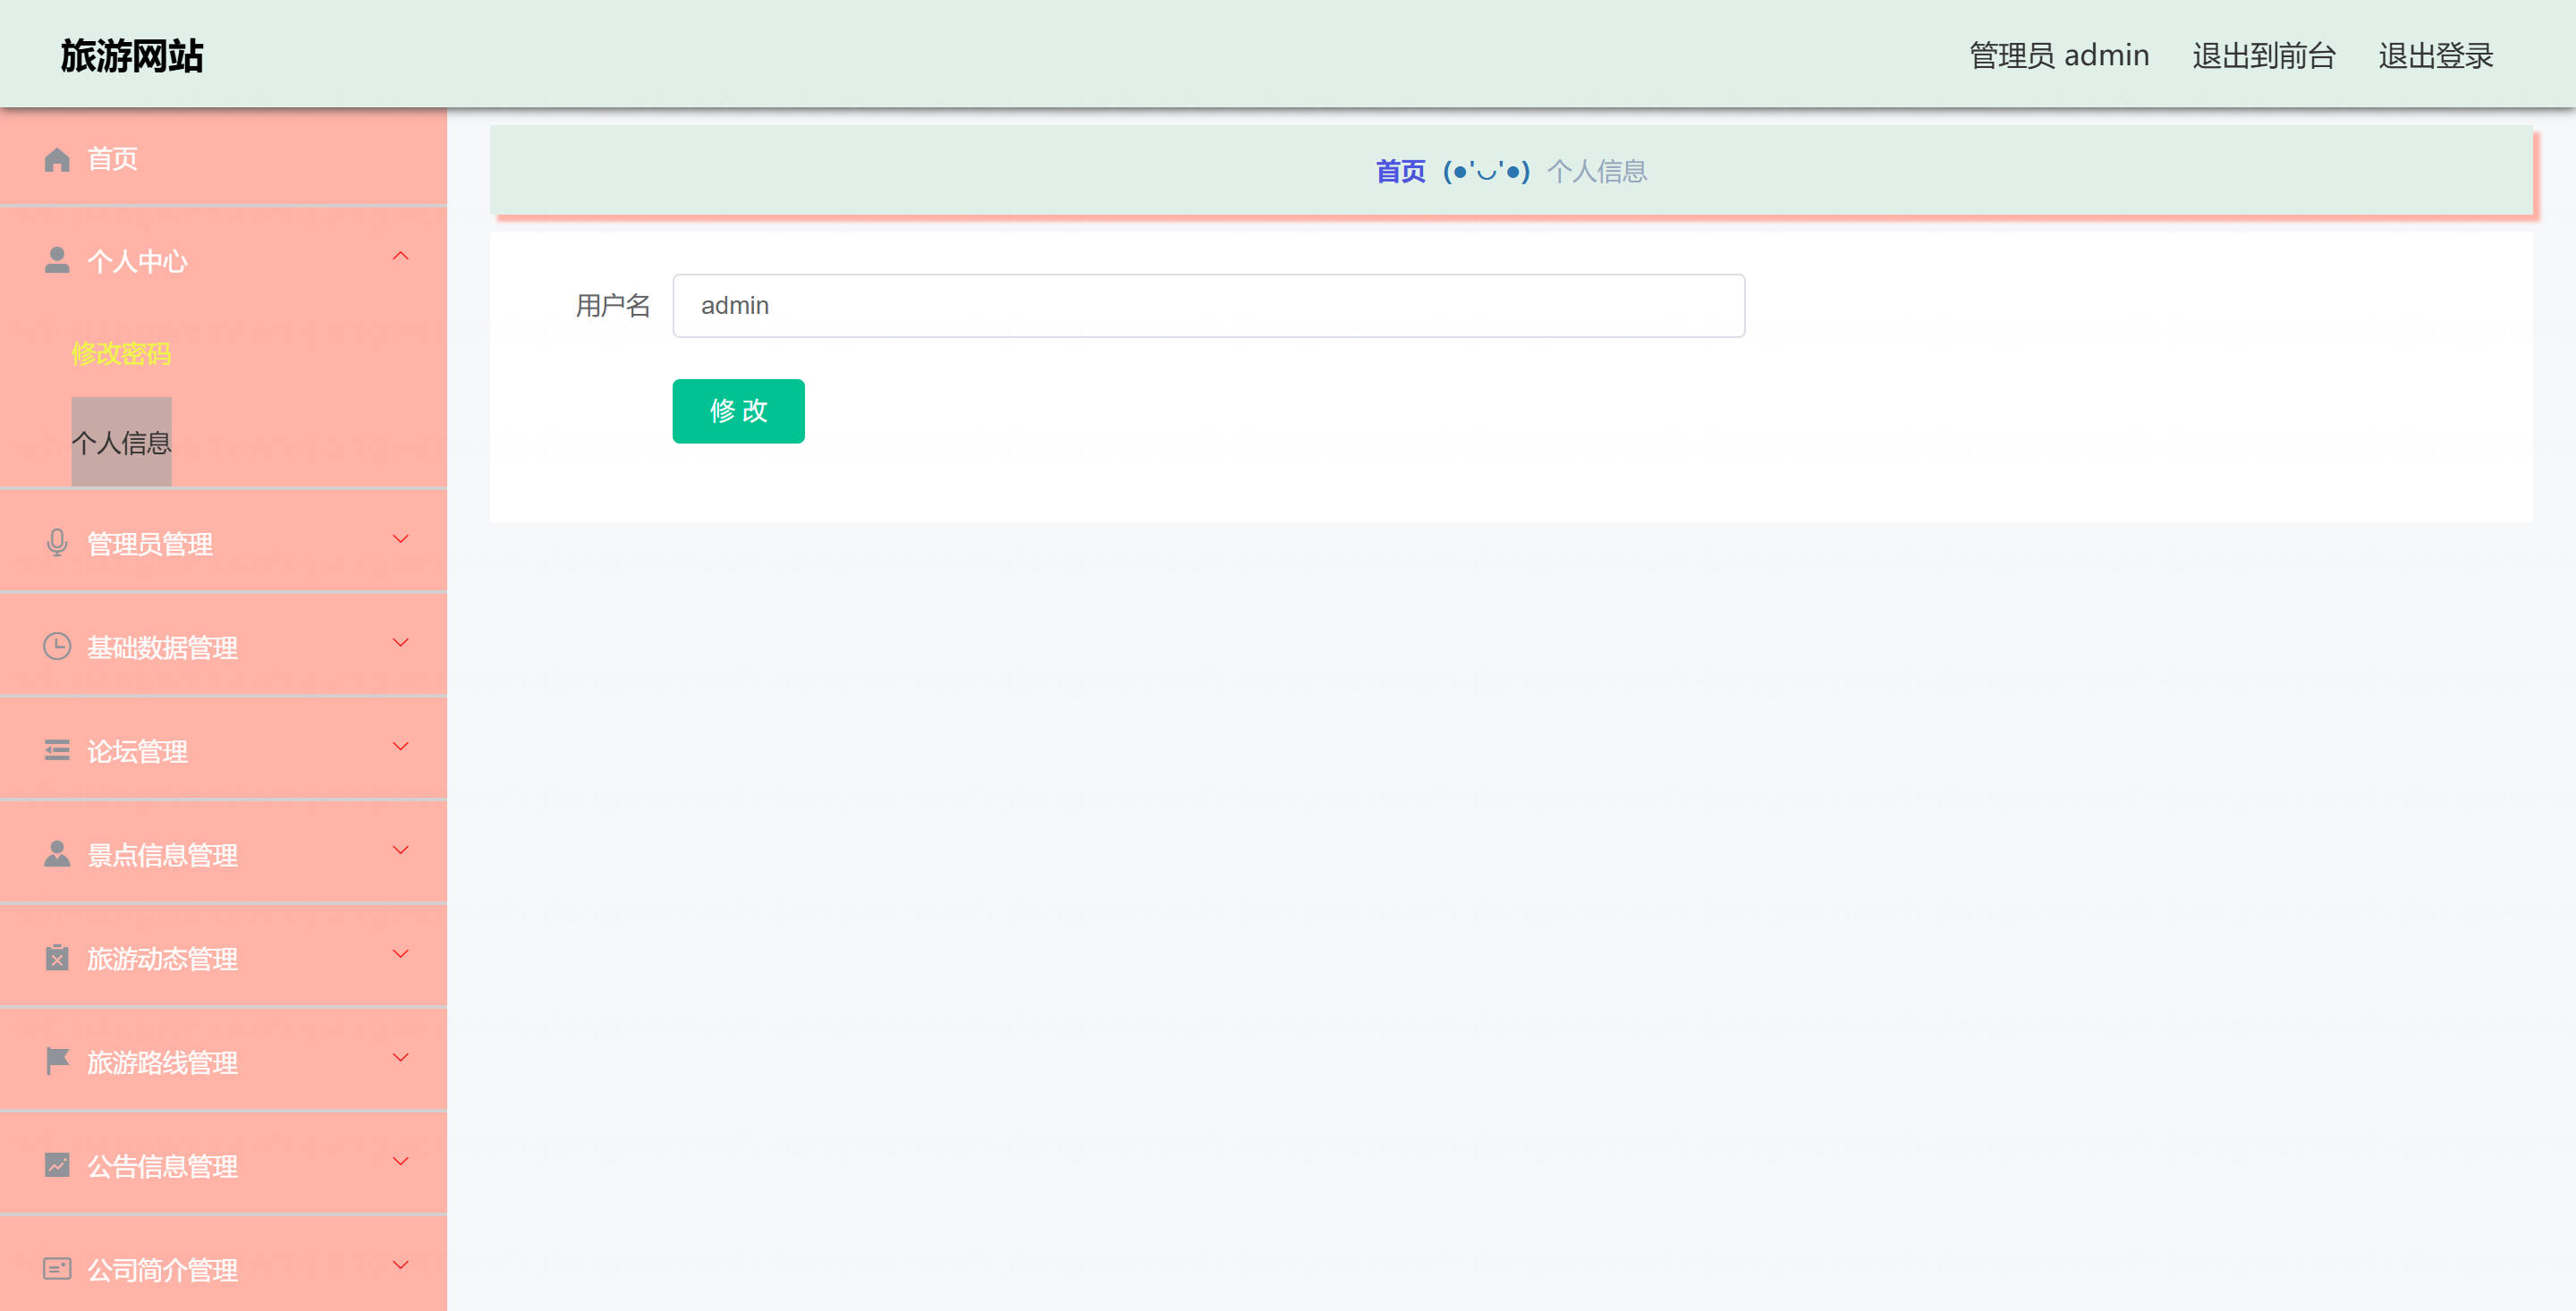 旅游网站
管理员 admin 退出到前台 退出登录
首页
个人中心
修改密码
个人信息
管理员管理
基础数据管理
论坛管理
景点信息管理
旅游动态管理
旅游路线管理
公告信息管理
公司简介管理
首页 (●'◡'●) 个人信息
用户名 admin
修 改